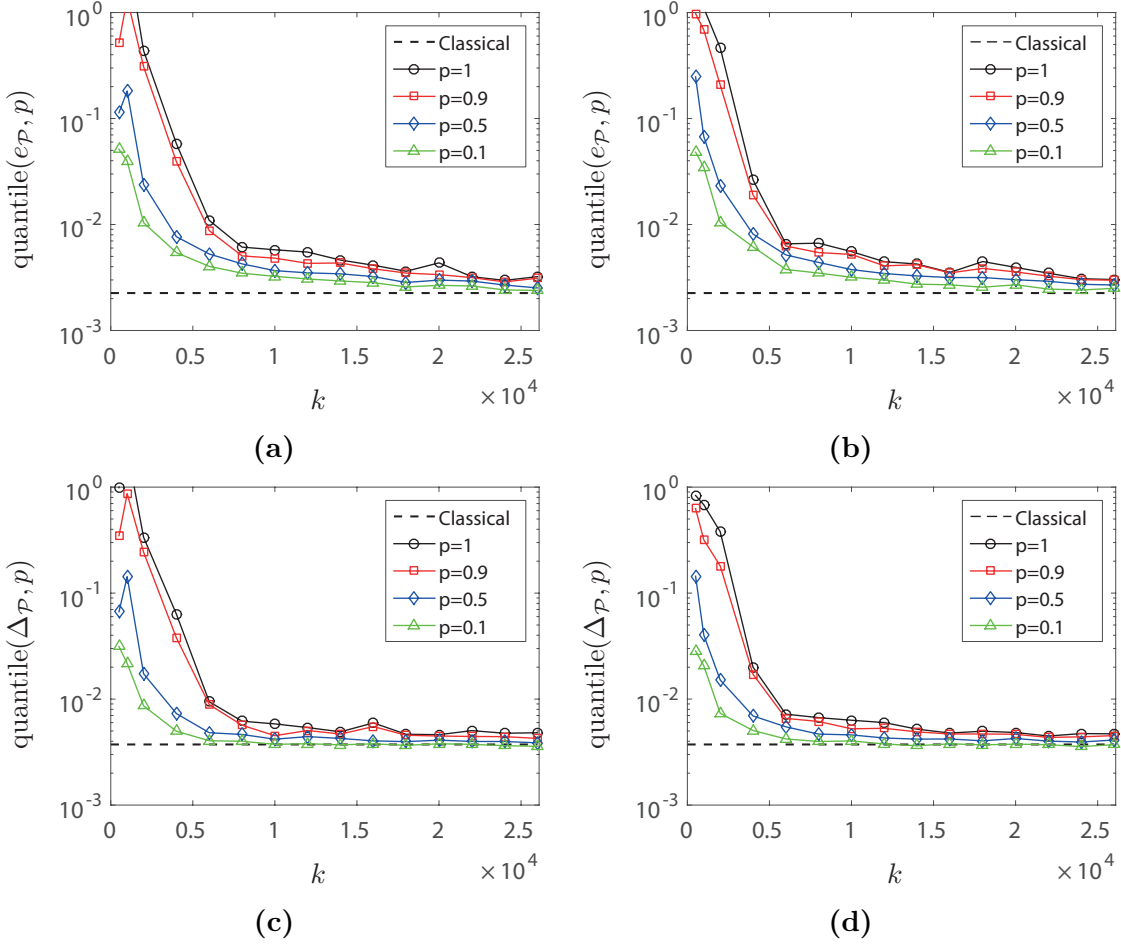 10^0
10^-1
10^-2
10^-3
quantile(e_P, p)
0 0.5 1 1.5 2 2.5
× 10^4
k
Classical
p=1
p=0.9
p=0.5
p=0.1
(a)
10^0
10^-1
10^-2
10^-3
quantile(e_P, p)
0 0.5 1 1.5 2 2.5
× 10^4
k
Classical
p=1
p=0.9
p=0.5
p=0.1
(b)
10^0
10^-1
10^-2
10^-3
quantile(Δ_P, p)
0 0.5 1 1.5 2 2.5
× 10^4
k
Classical
p=1
p=0.9
p=0.5
p=0.1
(c)
10^0
10^-1
10^-2
10^-3
quantile(Δ_P, p)
0 0.5 1 1.5 2 2.5
× 10^4
k
Classical
p=1
p=0.9
p=0.5
p=0.1
(d)